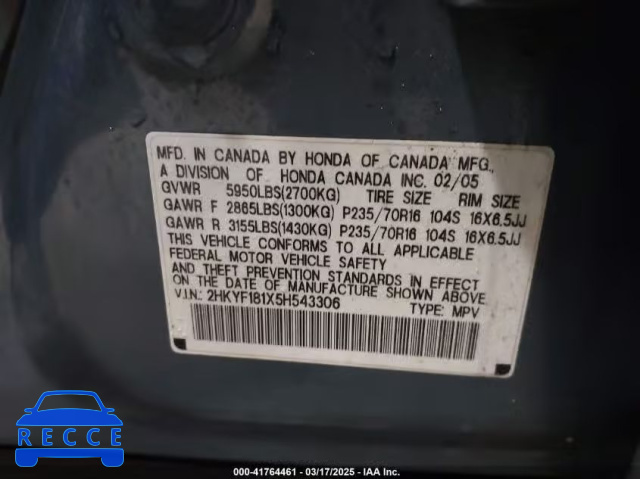 MFD. IN CANADA BY HONDA OF CANADA MFG.,
A DIVISION OF HONDA CANADA INC. 02/05
GVWR 5950LBS(2700KG) TIRE SIZE RIM SIZE
GAWR F 2865LBS(1300KG) P235/70R16 104S 16X6.5JJ
GAWR R 3155LBS(1430KG) P235/70R16 104S 16X6.5JJ
THIS VEHICLE CONFORMS TO ALL APPLICABLE
FEDERAL MOTOR VEHICLE SAFETY
AND THEFT PREVENTION STANDARDS IN EFFECT
ON THE DATE OF MANUFACTURE SHOWN ABOVE.
V.I.N.: 2HKYF181X5H543306 TYPE: MPV
RECCE
000-41764461 - 03/17/2025 - IAA Inc.